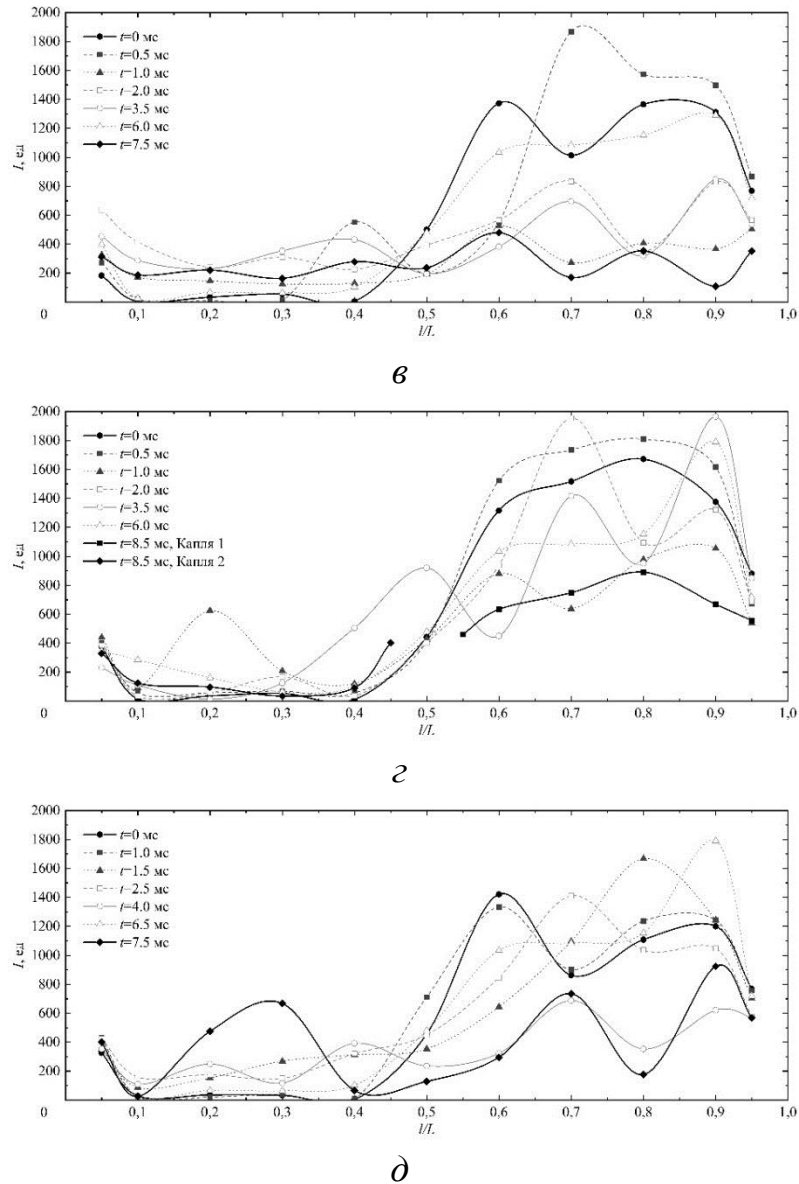 2000
1800
1600
1400
1200
1000
800
600
400
200
0
I, ед
t=0 мс
t=0.5 мс
t=1.0 мс
t=2.0 мс
t=3.5 мс
t=6.0 мс
t=7.5 мс
0,1 0,2 0,3 0,4 0,5 0,6 0,7 0,8 0,9 1,0
l/L
в
2000
1800
1600
1400
1200
1000
800
600
400
200
0
I, ед
t=0 мс
t=0.5 мс
t=1.0 мс
t=2.0 мс
t=3.5 мс
t=6.0 мс
t=8.5 мс, Капля 1
t=8.5 мс, Капля 2
0,1 0,2 0,3 0,4 0,5 0,6 0,7 0,8 0,9 1,0
l/L
г
2000
1800
1600
1400
1200
1000
800
600
400
200
0
I, ед
t=0 мс
t=1.0 мс
t=1.5 мс
t=2.5 мс
t=4.0 мс
t=6.5 мс
t=7.5 мс
0,1 0,2 0,3 0,4 0,5 0,6 0,7 0,8 0,9 1,0
l/L
д